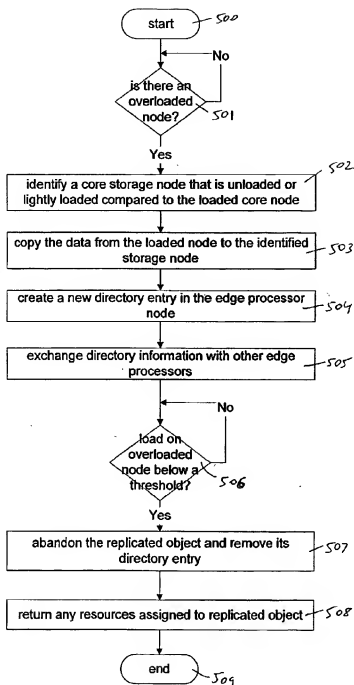 start
500
No
is there an
overloaded
node?
501
Yes
502
identify a core storage node that is unloaded or
lightly loaded compared to the loaded core node
copy the data from the loaded node to the identified
storage node
503
create a new directory entry in the edge processor
node
504
exchange directory information with other edge
processors
505
No
load on
overloaded
node below a
threshold?
506
Yes
abandon the replicated object and remove its
directory entry
507
return any resources assigned to replicated object
508
end
509